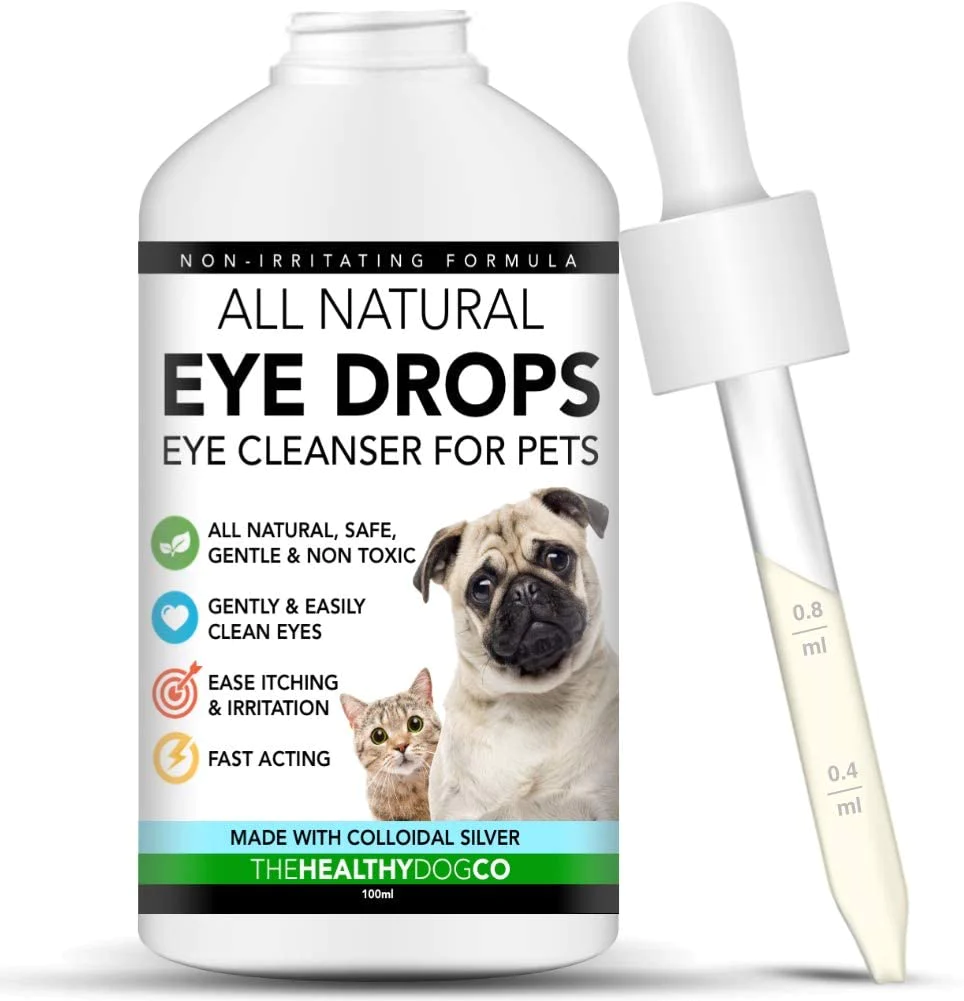 NON-IRRITATING FORMULA
ALL NATURAL
EYE DROPS
EYE CLEANSER FOR PETS
ALL NATURAL, SAFE,
GENTLE & NON TOXIC
GENTLY & EASILY
CLEAN EYES
EASE ITCHING
& IRRITATION
FAST ACTING
MADE WITH COLLOIDAL SILVER
THEHEALTHYDOGCO
100ml
0.8
ml
0.4
ml